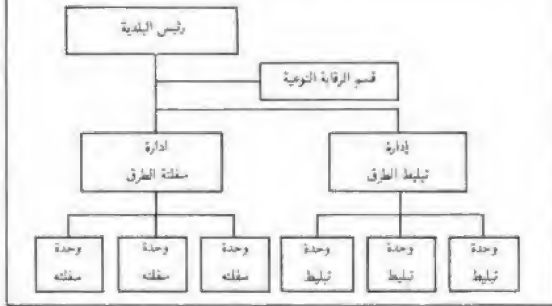 رئيس البلدية
قسم الرقابة النوعية
إدارة
تبليط الطرق
ادارة
سفلتة الطرق
وحدة
تبليط
وحدة
تبليط
وحدة
تبليط
وحدة
سفلته
وحدة
سفلته
وحدة
سفلته